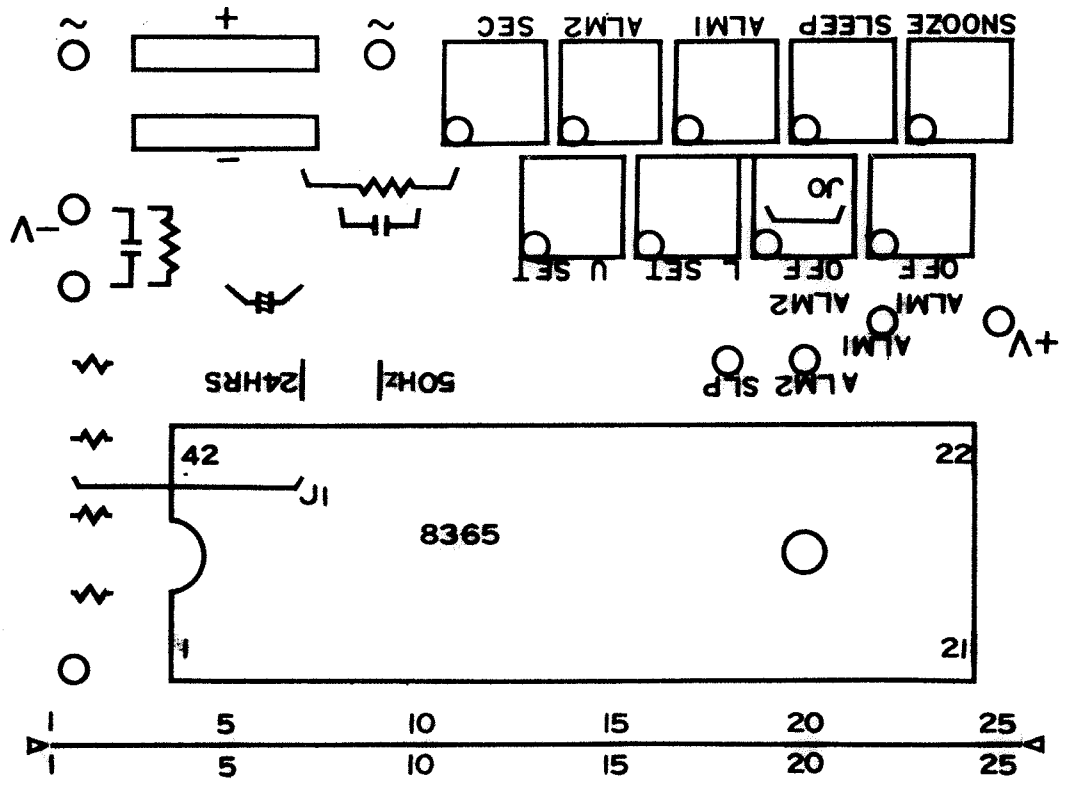 ~ + ~
SEC ALM2 ALM1 SLEEP SNOOZE
−
J0
V−
U SET L SET OFF OFF
ALM2 ALM1
ALM1
V+
SLP ALM2
24HRS 50Hz
42 22
J1
8365
1 21
1 5 10 15 20 25
1 5 10 15 20 25